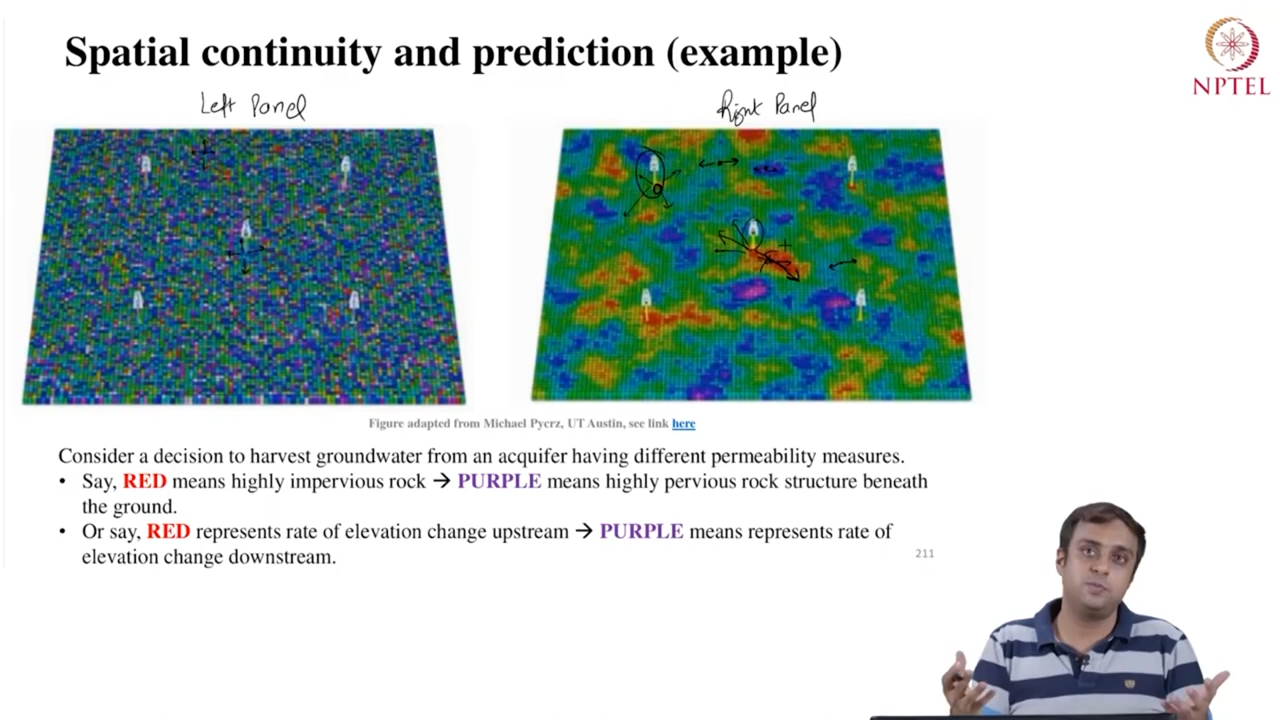 Spatial continuity and prediction (example)
NPTEL
Left Panel
Right Panel
Figure adapted from Michael Pycrz, UT Austin, see link here
Consider a decision to harvest groundwater from an acquifer having different permeability measures.
• Say, RED means highly impervious rock → PURPLE means highly pervious rock structure beneath
the ground.
• Or say, RED represents rate of elevation change upstream → PURPLE means represents rate of
elevation change downstream.
211